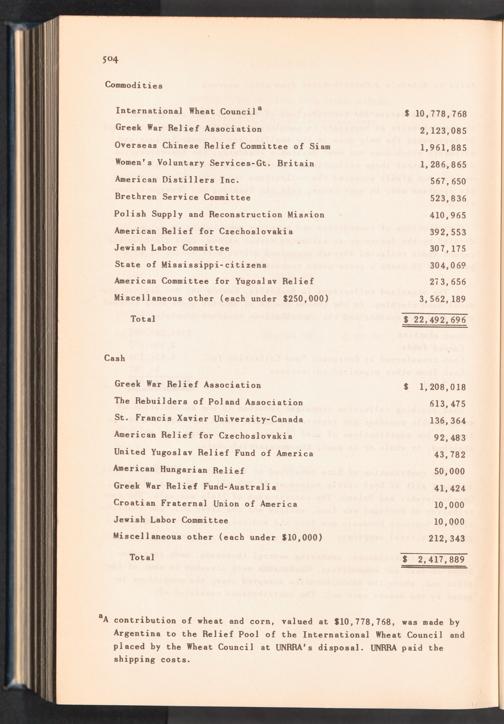 504
Commodities
International Wheat Council a $ 10,778,768
Greek War Relief Association 2,123,085
Overseas Chinese Relief Committee of Siam 1,961,885
Women's Voluntary Services-Gt. Britain 1,286,865
American Distillers Inc. 567,650
Brethren Service Committee 523,836
Polish Supply and Reconstruction Mission 410,965
American Relief for Czechoslovakia 392,553
Jewish Labor Committee 307,175
State of Mississippi-citizens 304,069
American Committee for Yugoslav Relief 273,656
Miscellaneous other (each under $250,000) 3,562,189
Total $ 22,492,696
Cash
Greek War Relief Association $ 1,208,018
The Rebuilders of Poland Association 613,475
St. Francis Xavier University-Canada 136,364
American Relief for Czechoslovakia 92,483
United Yugoslav Relief Fund of America 43,782
American Hungarian Relief 50,000
Greek War Relief Fund-Australia 41,424
Croatian Fraternal Union of America 10,000
Jewish Labor Committee 10,000
Miscellaneous other (each under $10,000) 212,343
Total $ 2,417,889
a A contribution of wheat and corn, valued at $10,778,768, was made by
Argentina to the Relief Pool of the International Wheat Council and
placed by the Wheat Council at UNRRA's disposal. UNRRA paid the
shipping costs.